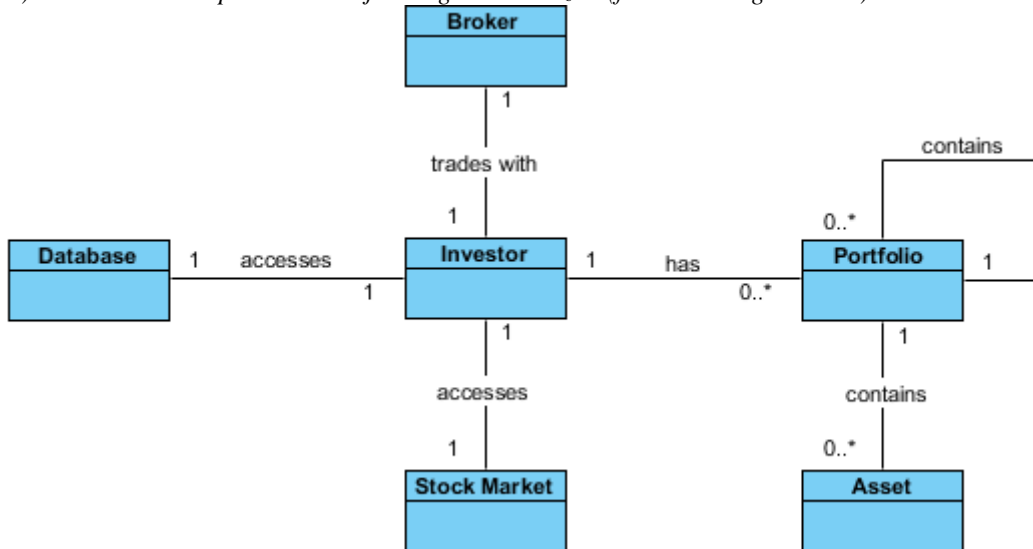 Broker
1
trades with
contains
1
0..*
Database
1
accesses
1
Investor
1
has
0..*
Portfolio
1
1
1
accesses
contains
1
0..*
Stock Market
Asset